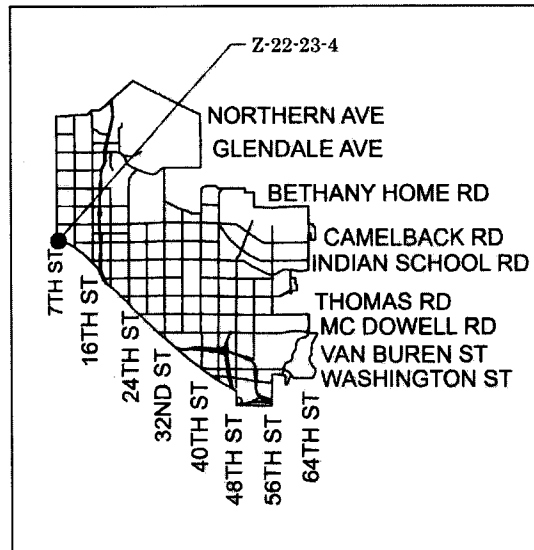 Z-22-23-4
NORTHERN AVE
GLENDALE AVE
BETHANY HOME RD
CAMELBACK RD
INDIAN SCHOOL RD
THOMAS RD
MC DOWELL RD
VAN BUREN ST
WASHINGTON ST
7TH ST
16TH ST
24TH ST
32ND ST
40TH ST
48TH ST
56TH ST
64TH ST